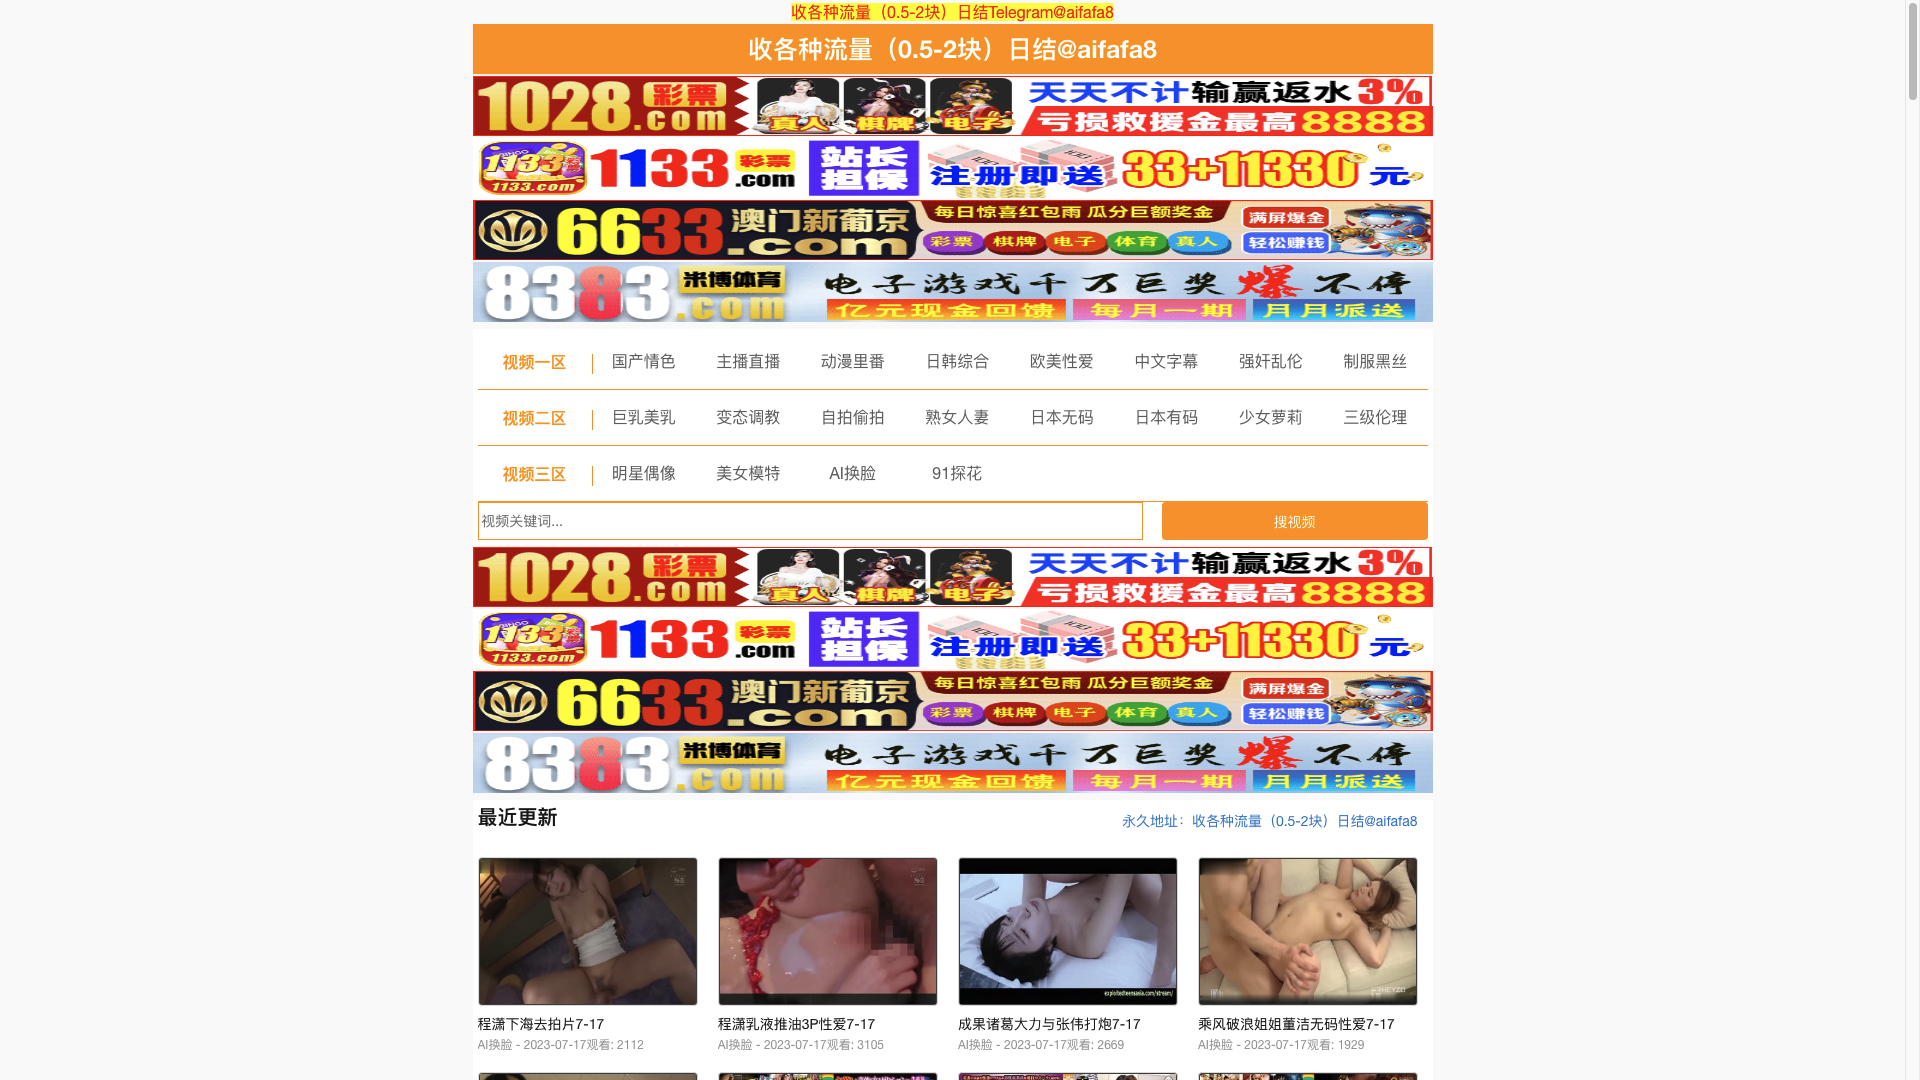 收各种流量（0.5-2块）日结Telegram@aifafa8
收各种流量（0.5-2块）日结@aifafa8
1028.com 彩票 真人 棋牌 电子 天天不计输赢返水3%
亏损救援金最高8888
1133.com 1133彩票.com 站长担保 注册即送 33+11330元
6633.com 澳门新葡京 每日惊喜红包雨 瓜分巨额奖金 满屏爆金
彩票 棋牌 电子 体育 真人 轻松赚钱
8383.com 米博体育 电子游戏千万巨奖爆不停
亿元现金回馈 每月一期 月月派送
视频一区 国产情色 主播直播 动漫里番 日韩综合 欧美性爱 中文字幕 强奸乱伦 制服黑丝
视频二区 巨乳美乳 变态调教 自拍偷拍 熟女人妻 日本无码 日本有码 少女萝莉 三级伦理
视频三区 明星偶像 美女模特 AI换脸 91探花
视频关键词... 搜视频
1028.com 彩票 真人 棋牌 电子 天天不计输赢返水3%
亏损救援金最高8888
1133.com 1133彩票.com 站长担保 注册即送 33+11330元
6633.com 澳门新葡京 每日惊喜红包雨 瓜分巨额奖金 满屏爆金
彩票 棋牌 电子 体育 真人 轻松赚钱
8383.com 米博体育 电子游戏千万巨奖爆不停
亿元现金回馈 每月一期 月月派送
最近更新 永久地址：收各种流量（0.5-2块）日结@aifafa8
程潇下海去拍片7-17 程潇乳液推油3P性爱7-17 成果诸葛大力与张伟打炮7-17 乘风破浪姐姐董洁无码性爱7-17
AI换脸 - 2023-07-17观看: 2112 AI换脸 - 2023-07-17观看: 3105 AI换脸 - 2023-07-17观看: 2669 AI换脸 - 2023-07-17观看: 1929